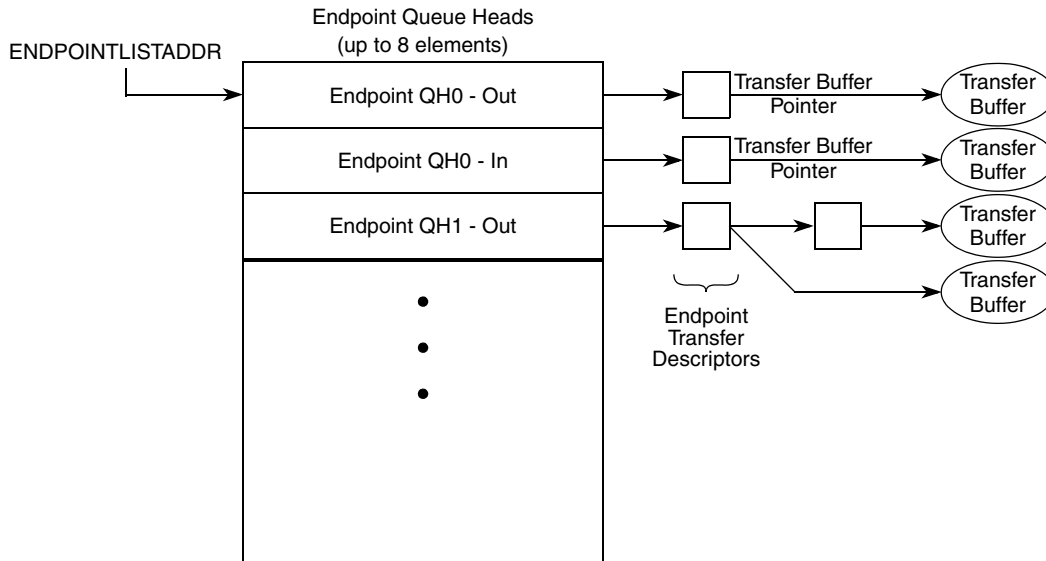 Endpoint Queue Heads
(up to 8 elements)
ENDPOINTLISTADDR
Endpoint QH0 - Out
Transfer Buffer
Pointer
Transfer
Buffer
Endpoint QH0 - In
Transfer Buffer
Pointer
Transfer
Buffer
Endpoint QH1 - Out
Transfer
Buffer
Transfer
Buffer
Endpoint
Transfer
Descriptors